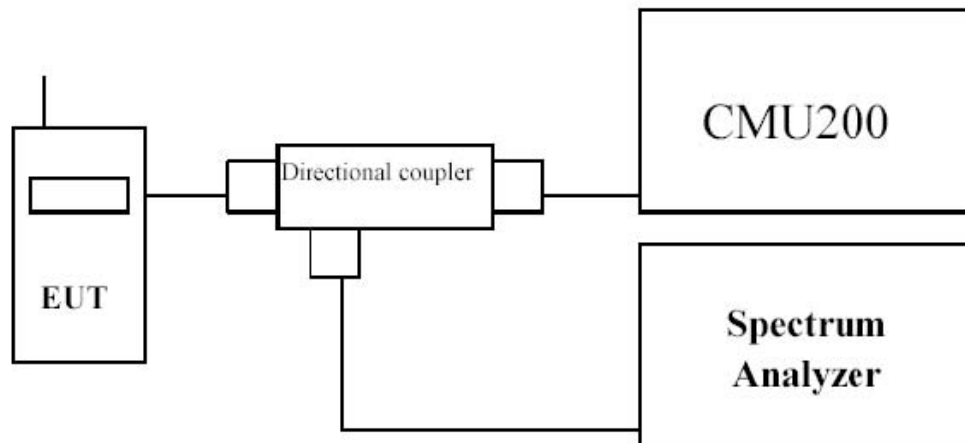 CMU200
Directional coupler
EUT
Spectrum
Analyzer